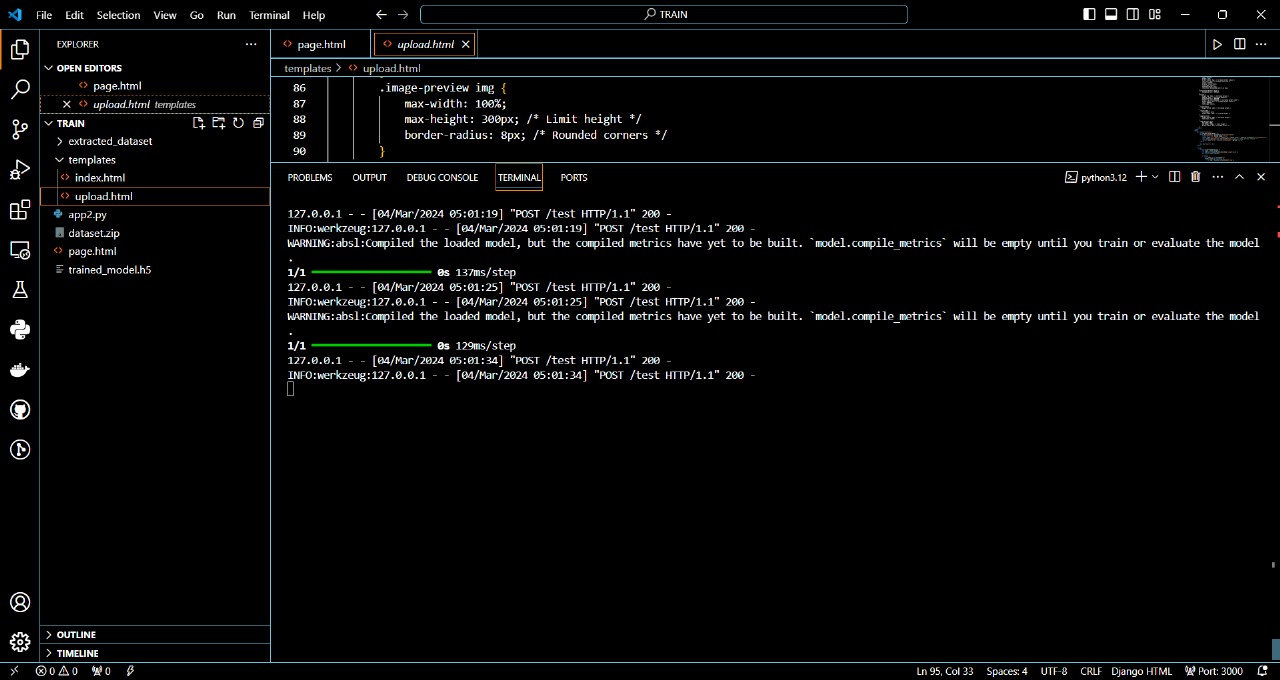 File Edit Selection View Go Run Terminal Help
TRAIN
EXPLORER
OPEN EDITORS
page.html
upload.html templates
TRAIN
extracted_dataset
templates
index.html
upload.html
app2.py
dataset.zip
page.html
trained_model.h5
OUTLINE
TIMELINE
page.html upload.html
templates > upload.html
86 .image-preview img {
87 max-width: 100%;
88 max-height: 300px; /* Limit height */
89 border-radius: 8px; /* Rounded corners */
90 }
PROBLEMS OUTPUT DEBUG CONSOLE TERMINAL PORTS
python3.12
127.0.0.1 - - [04/Mar/2024 05:01:19] "POST /test HTTP/1.1" 200 -
INFO:werkzeug:127.0.0.1 - - [04/Mar/2024 05:01:19] "POST /test HTTP/1.1" 200 -
WARNING:absl:Compiled the loaded model, but the compiled metrics have yet to be built. `model.compile_metrics` will be empty until you train or evaluate the model
.
1/1 0s 137ms/step
127.0.0.1 - - [04/Mar/2024 05:01:25] "POST /test HTTP/1.1" 200 -
INFO:werkzeug:127.0.0.1 - - [04/Mar/2024 05:01:25] "POST /test HTTP/1.1" 200 -
WARNING:absl:Compiled the loaded model, but the compiled metrics have yet to be built. `model.compile_metrics` will be empty until you train or evaluate the model
.
1/1 0s 129ms/step
127.0.0.1 - - [04/Mar/2024 05:01:34] "POST /test HTTP/1.1" 200 -
INFO:werkzeug:127.0.0.1 - - [04/Mar/2024 05:01:34] "POST /test HTTP/1.1" 200 -
0 0 0 Ln 95, Col 33 Spaces: 4 UTF-8 CRLF Django HTML Port: 3000